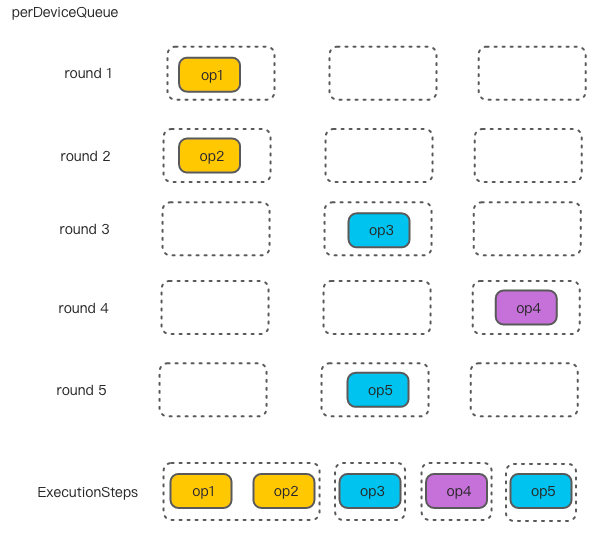 perDeviceQueue
round 1
op1
round 2
op2
round 3
op3
round 4
op4
round 5
op5
ExecutionSteps
op1
op2
op3
op4
op5